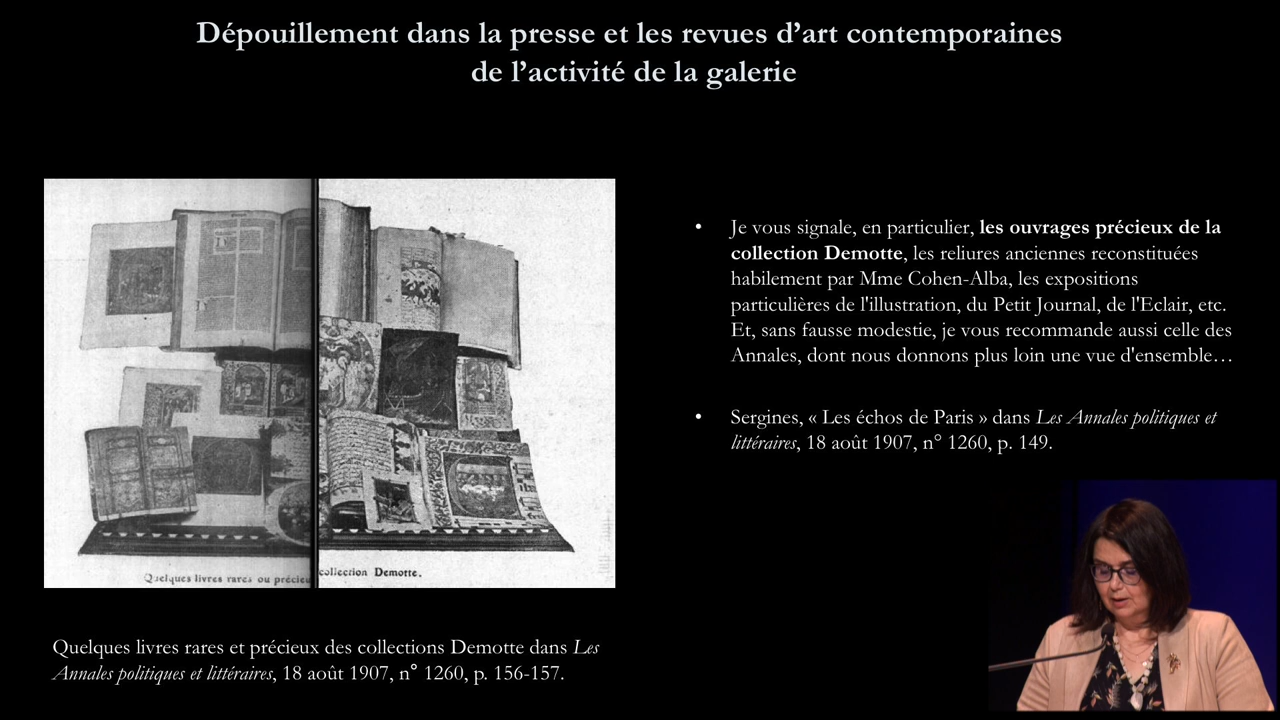 Dépouillement dans la presse et les revues d’art contemporaines
de l’activité de la galerie
Quelques livres rares ou précieu
collection Demotte.
Quelques livres rares et précieux des collections Demotte dans Les
Annales politiques et littéraires, 18 août 1907, n° 1260, p. 156-157.
• Je vous signale, en particulier, les ouvrages précieux de la
collection Demotte, les reliures anciennes reconstituées
habilement par Mme Cohen-Alba, les expositions
particulières de l'illustration, du Petit Journal, de l'Eclair, etc.
Et, sans fausse modestie, je vous recommande aussi celle des
Annales, dont nous donnons plus loin une vue d'ensemble…
• Sergines, « Les échos de Paris » dans Les Annales politiques et
littéraires, 18 août 1907, n° 1260, p. 149.